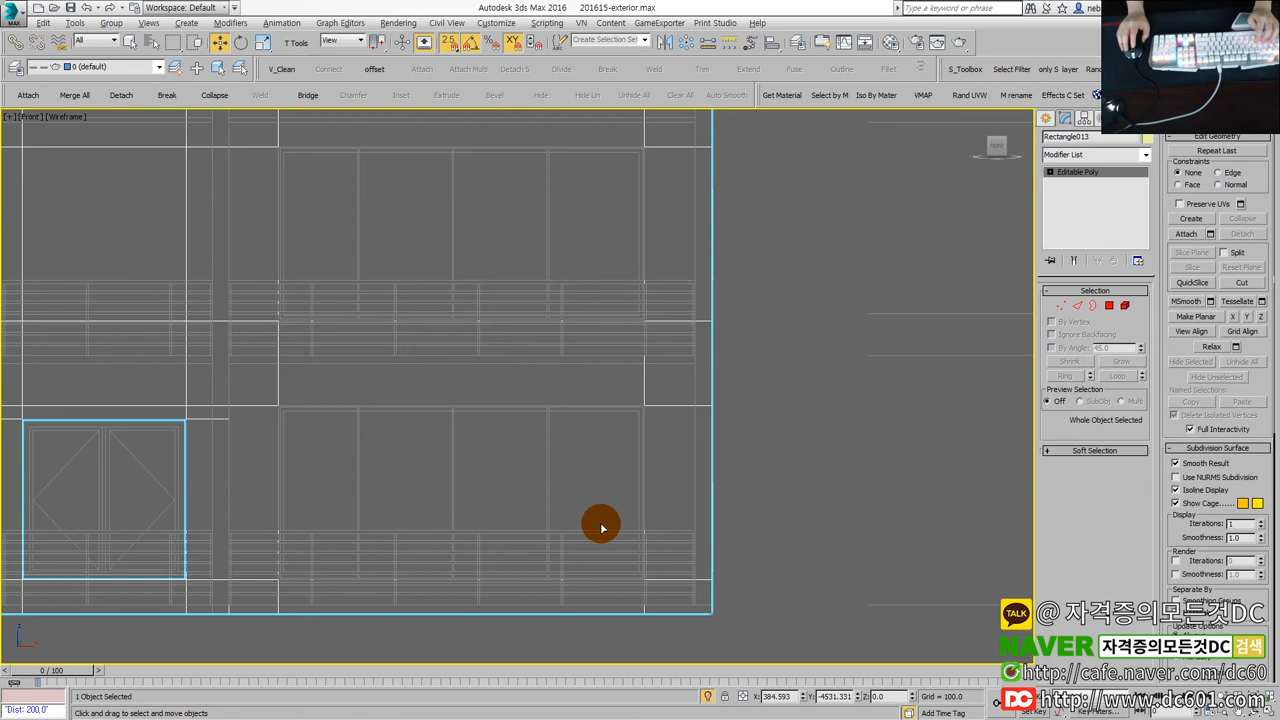 Autodesk 3ds Max 2016    201615-exterior.max
Workspace: Default
Type a keyword or phrase
MAX
Edit Tools Group Views Create Modifiers Animation Graph Editors Rendering Civil View Customize Scripting UNI Content GameExporter Print Studio Help
All View 2.5 XY Create Selection Set
T Tools
0 (default) V_Clean Connect offset Attach Attach Multi Detach S Break Weld Trim Extend Fuse Outline Fillet S_Toolbox Select Filter only S layer
Attach Merge All Detach Break Collapse Weld Bridge Chamfer Inset Extrude Bevel Hide Hide Un Unhide All Clear All Auto Smooth Get Material Select by M Iso By Mater VMAP Rand UVW M rename Effects C Set
[+] [Front] [Wireframe]
FRONT
Rectangle013
Modifier List
Editable Poly
Selection
By Vertex
Ignore Backfacing
By Angle: 45.0
Shrink Grow
Ring Loop
Preview Selection
Off SubObj Multi
Whole Object Selected
Soft Selection
Edit Geometry
Repeat Last
Constraints
None Edge
Face Normal
Preserve UVs
Create Collapse
Attach Detach
Slice Plane Split
Slice Reset Plane
QuickSlice Cut
MSmooth Tessellate
Make Planar X Y Z
View Align Grid Align
Relax
Hide Selected Unhide All
Hide Unselected
Named Selections:
Copy Paste
Delete Isolated Vertices
Full Interactivity
Subdivision Surface
Smooth Result
Use NURMS Subdivision
Isoline Display
Show Cage......
Display
Iterations: 1
Smoothness: 1.0
Render
Iterations: 0
Smoothness: 1.0
Separate By
Smoothing Groups
TALK @ 자격증의모든것DC
NAVER 자격증의모든것DC 검색
http://cafe.naver.com/dc60
DC http://www.dc601.com
z
0 / 100
1 Object Selected X: 384.593 Y: -4531.331 Z: 0.0 Grid = 100.0
"Dist: 200.0" Click and drag to select and move objects Add Time Tag